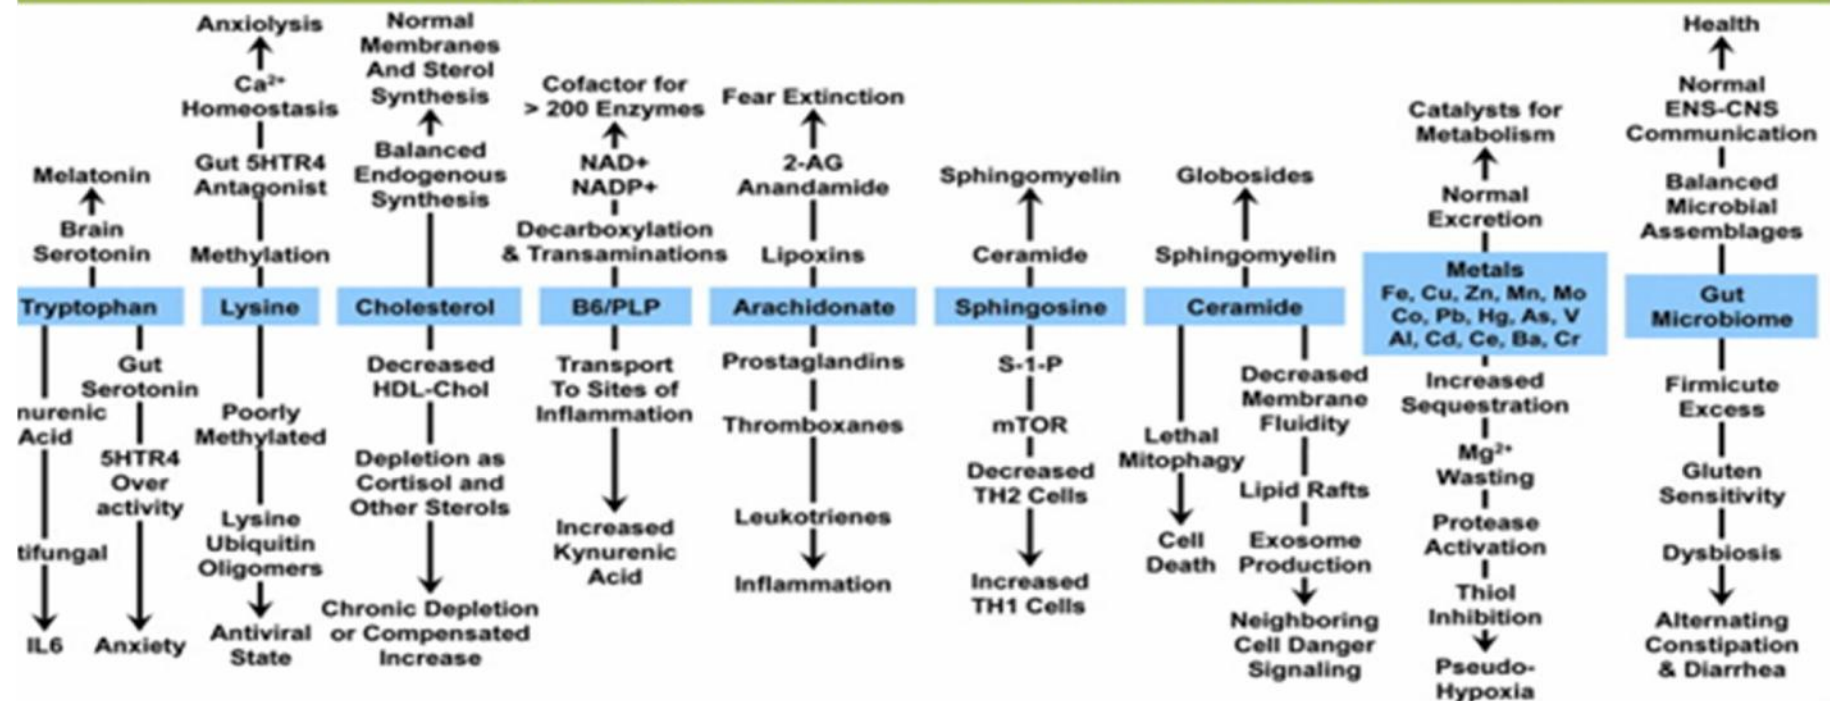 Anxiolysis
Ca²⁺
Homeostasis
Gut 5HTR4
Antagonist
Methylation
Normal
Membranes
And Sterol
Synthesis
Balanced
Endogenous
Synthesis
Cofactor for
> 200 Enzymes
NAD+
NADP+
Decarboxylation
& Transaminations
Fear Extinction
2-AG
Anandamide
Lipoxins
Melatonin
Brain
Serotonin
Sphingomyelin
Ceramide
Globosides
Sphingomyelin
Catalysts for
Metabolism
Normal
Excretion
Health
Normal
ENS-CNS
Communication
Balanced
Microbial
Assemblages
Tryptophan
Lysine
Cholesterol
B6/PLP
Arachidonate
Sphingosine
Ceramide
Metals
Fe, Cu, Zn, Mn, Mo
Co, Pb, Hg, As, V
Al, Cd, Ce, Ba, Cr
Gut
Microbiome
nurenic
Acid
tifungal
IL6
Gut
Serotonin
5HTR4
Over
activity
Anxiety
Poorly
Methylated
Lysine
Ubiquitin
Oligomers
Antiviral
State
Decreased
HDL-Chol
Depletion as
Cortisol and
Other Sterols
Chronic Depletion
or Compensated
Increase
Transport
To Sites of
Inflammation
Increased
Kynurenic
Acid
Prostaglandins
Thromboxanes
Leukotrienes
Inflammation
S-1-P
mTOR
Decreased
TH2 Cells
Increased
TH1 Cells
Lethal
Mitophagy
Cell
Death
Decreased
Membrane
Fluidity
Lipid Rafts
Exosome
Production
Neighboring
Cell Danger
Signaling
Increased
Sequestration
Mg²⁺
Wasting
Protease
Activation
Thiol
Inhibition
Pseudo-
Hypoxia
Firmicute
Excess
Gluten
Sensitivity
Dysbiosis
Alternating
Constipation
& Diarrhea